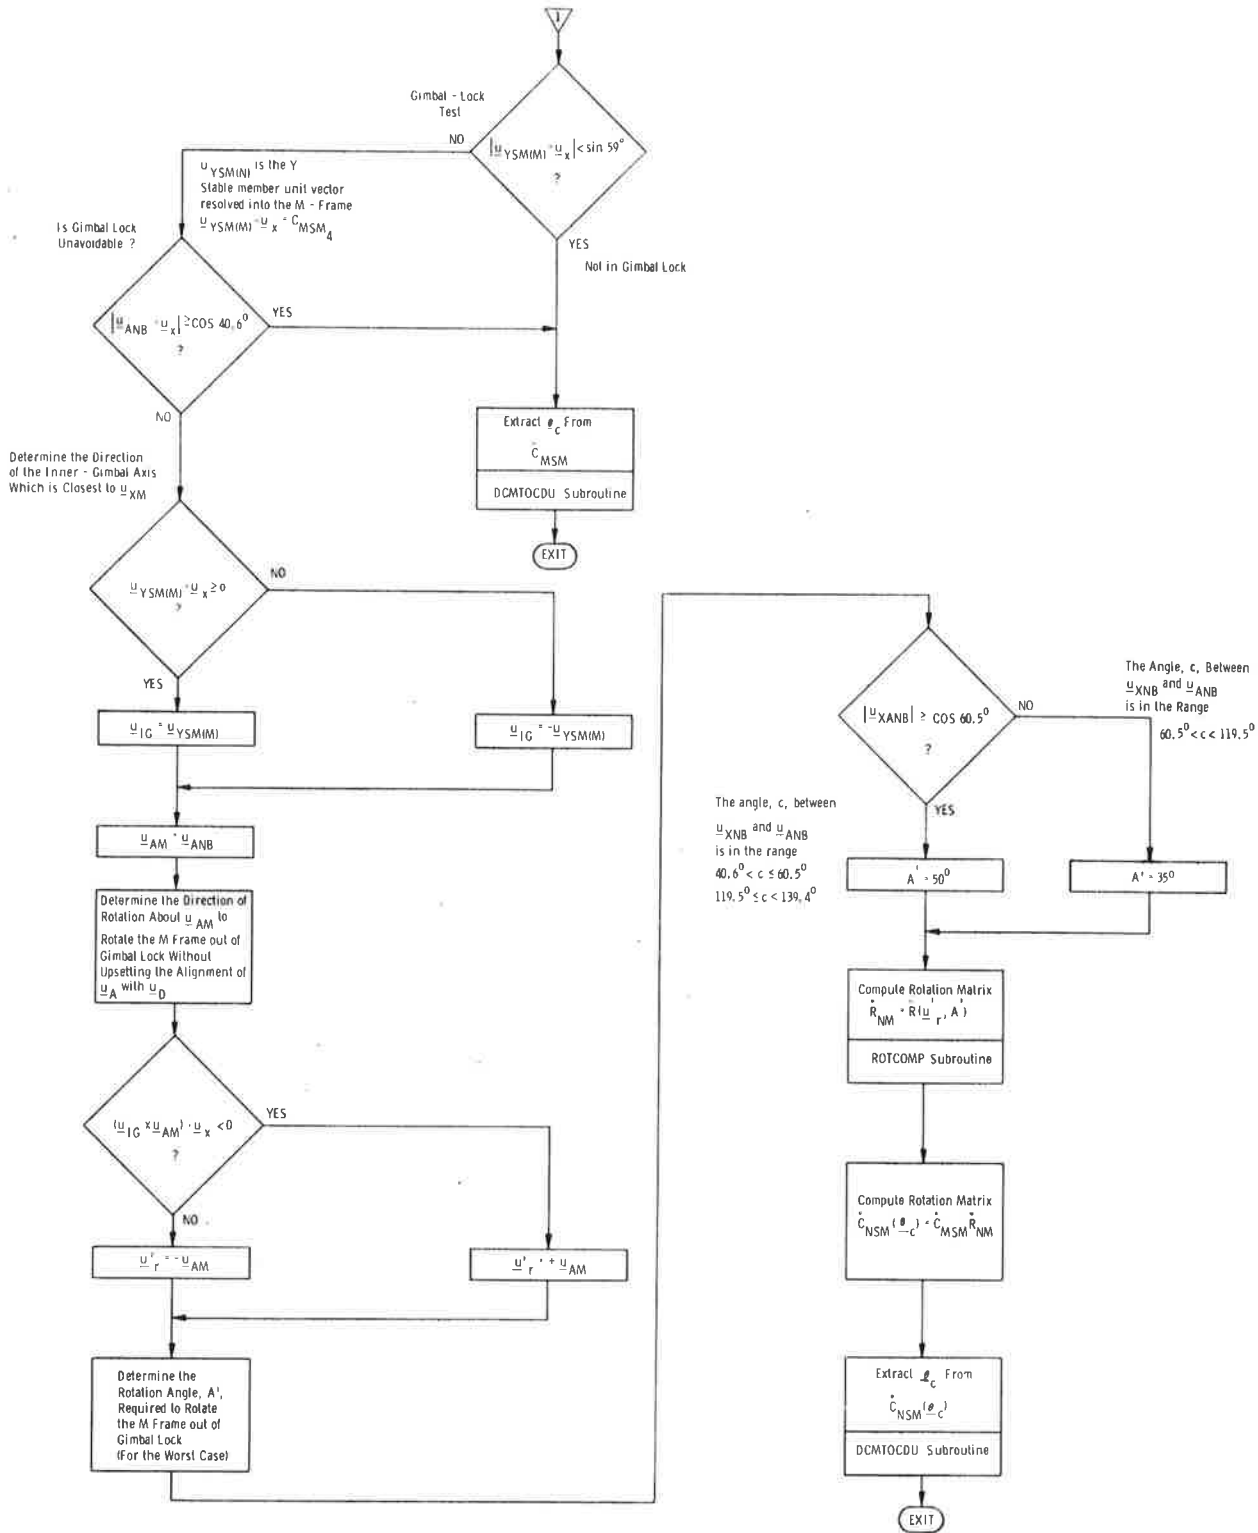 1
Gimbal - Lock
Test
|u YSM(M) · u x| < sin 59°
?
NO
YES
Not in Gimbal Lock
u YSM(N) is the Y
Stable member unit vector
resolved into the M - Frame
u YSM(M) · u x = C MSM 4
Is Gimbal Lock
Unavoidable ?
|u ANB · u x| ≥ COS 40.6°
?
YES
NO
Extract θ c From
C MSM
DCMTOCDU Subroutine
EXIT
Determine the Direction
of the Inner - Gimbal Axis
Which is Closest to u XM
u YSM(M) · u x ≥ 0
?
NO
YES
u IG = u YSM(M)
u IG = -u YSM(M)
u AM = u ANB
Determine the Direction of
Rotation About u AM to
Rotate the M Frame out of
Gimbal Lock Without
Upsetting the Alignment of
u A with u D
(u IG x u AM) · u x < 0
?
YES
NO
u' r = -u AM
u' r = + u AM
Determine the
Rotation Angle, A',
Required to Rotate
the M Frame out of
Gimbal Lock
(For the Worst Case)
|u XANB| ≥ COS 60.5°
?
NO
YES
The Angle, c, Between
u XNB and u ANB
is in the Range
60.5° < c < 119.5°
The angle, c, between
u XNB and u ANB
is in the range
40.6° < c ≤ 60.5°
119.5° ≤ c < 139.4°
A' = 50°
A' = 35°
Compute Rotation Matrix
R NM = R(u' r, A')
ROTCOMP Subroutine
Compute Rotation Matrix
C NSM (θ c) = C MSM R NM
Extract θ c From
C NSM (θ c)
DCMTOCDU Subroutine
EXIT